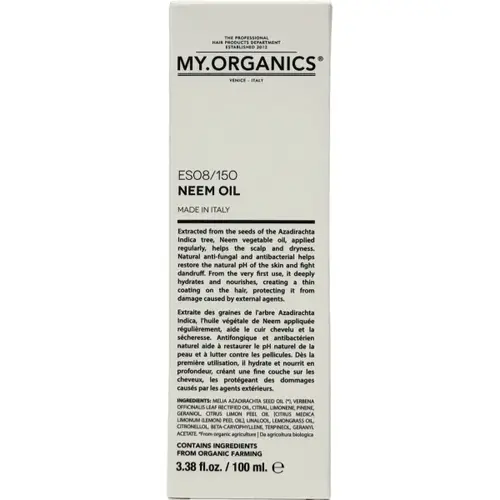 THE PROFESSIONAL
HAIR PRODUCTS DEPARTMENT
ESTABLISHED 2012
MY.ORGANICS®
VENICE - ITALY
ES08/150
NEEM OIL
MADE IN ITALY
Extracted from the seeds of the Azadirachta
Indica tree, Neem vegetable oil, applied
regularly, helps the scalp and dryness.
Natural anti-fungal and antibacterial helps
restore the natural pH of the skin and fight
dandruff. From the very first use, it deeply
hydrates and nourishes, creating a thin
coating on the hair, protecting it from
damage caused by external agents.
Extraite des graines de l'arbre Azadirachta
Indica, l'huile végétale de Neem appliquée
régulièrement, aide le cuir chevelu et la
sécheresse. Antifongique et antibactérien
naturel aide à restaurer le pH naturel de la
peau et à lutter contre les pellicules. Dès la
première utilisation, il hydrate et nourrit en
profondeur, créant une fine couche sur les
cheveux, les protégeant des dommages
causés par les agents extérieurs.
INGREDIENTS: MELIA AZADIRACHTA SEED OIL (*), VERBENA
OFFICINALIS LEAF RECTIFIED OIL, CITRAL, LIMONENE, PINENE,
GERANIOL, CITRUS LIMON PEEL OIL [CITRUS MEDICA
LIMONUM (LEMON) PEEL OIL], LINALOOL, LEMONGRASS OIL,
CITRONELLOL, BETA-CARYOPHYLLENE, TERPINEOL, GERANYL
ACETATE. *From organic agriculture | Da agricoltura biologica
CONTAINS INGREDIENTS
FROM ORGANIC FARMING
3.38 fl.oz. / 100 ml. ℮